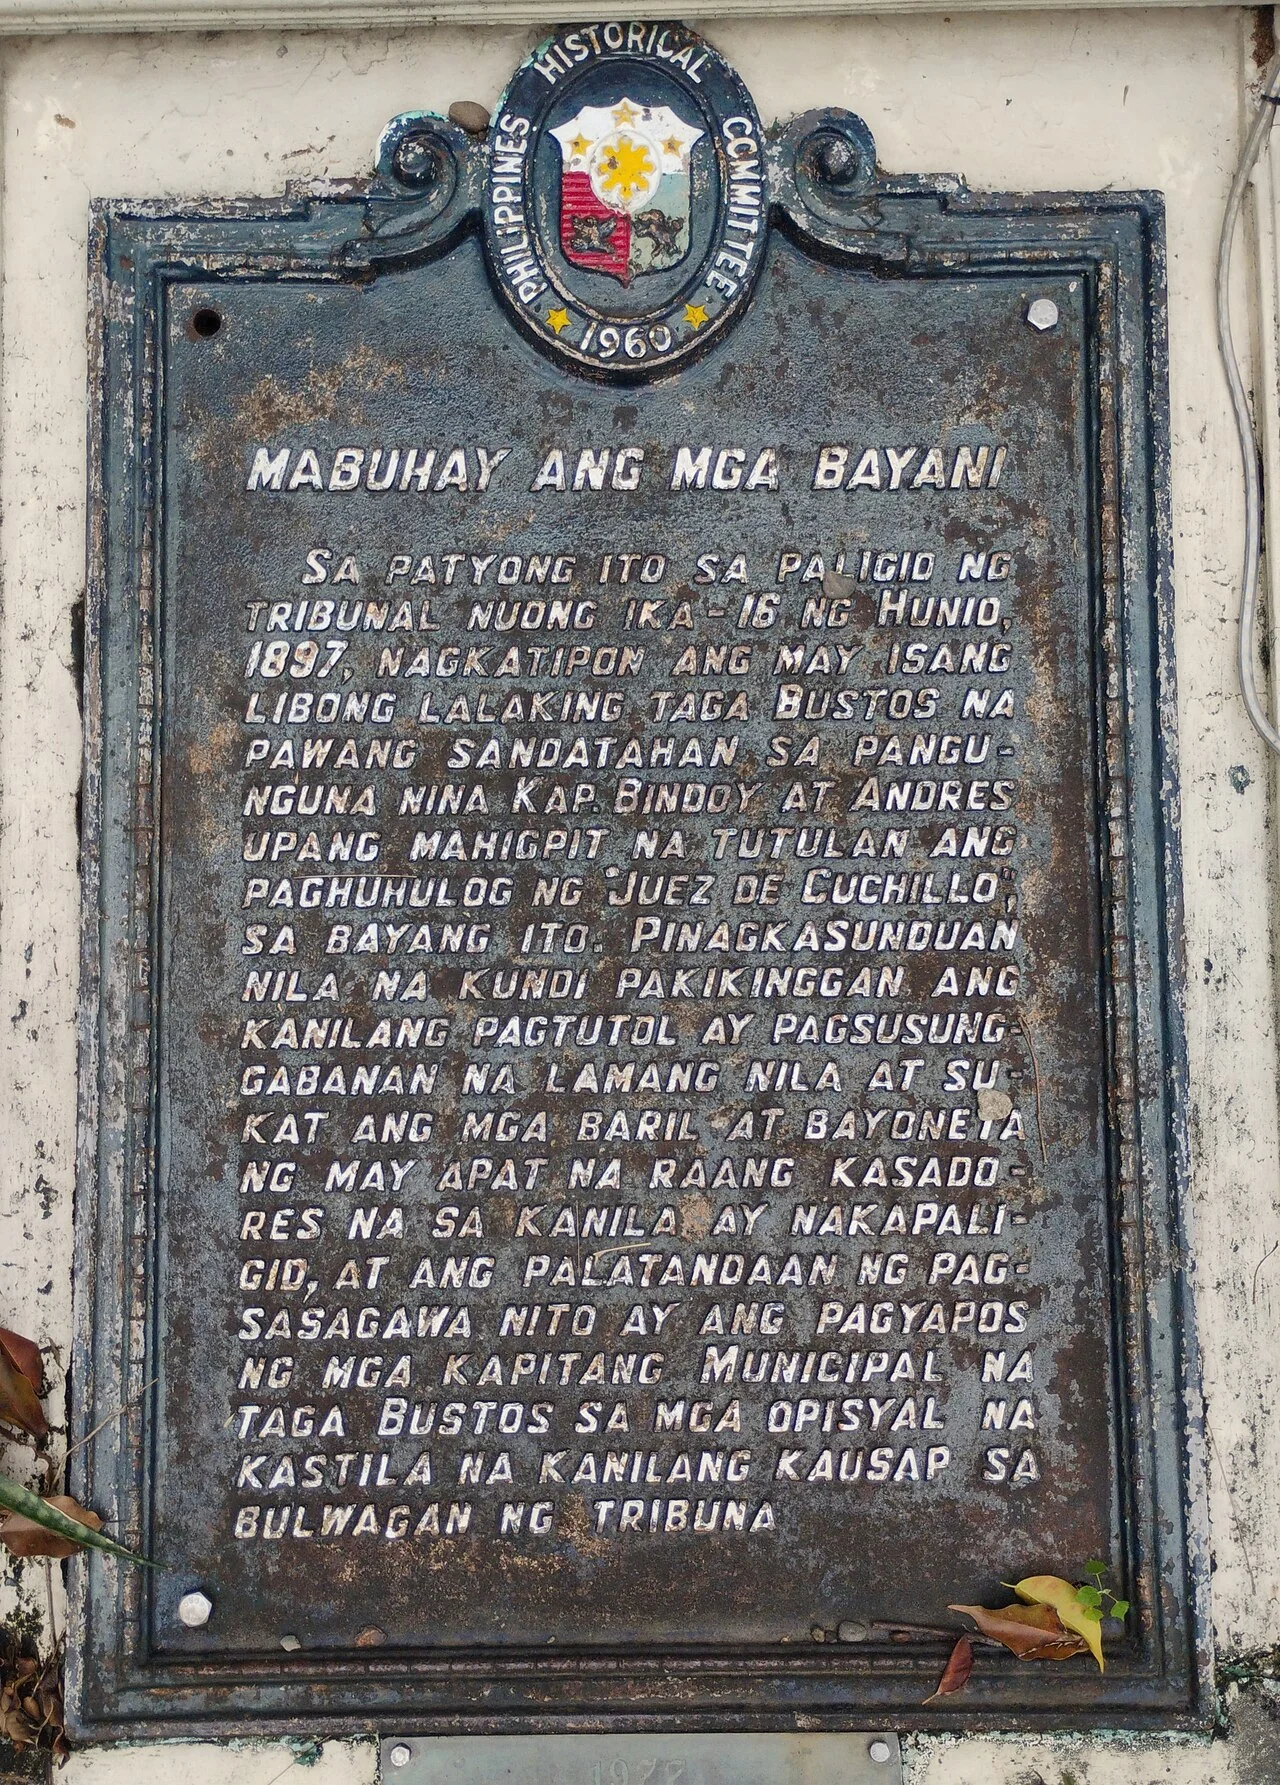 PHILIPPINES HISTORICAL COMMITTEE
1960
MABUHAY ANG MGA BAYANI
SA PATYONG ITO SA PALIGID NG
TRIBUNAL NUONG IKA-16 NG HUNIO,
1897, NAGKATIPON ANG MAY ISANG
LIBONG LALAKING TAGA BUSTOS NA
PAWANG SANDATAHAN SA PANGU-
NGUNA NINA KAP. BINDOY AT ANDRES
UPANG MAHIGPIT NA TUTULAN ANG
PAGHUHULOG NG "JUEZ DE CUCHILLO",
SA BAYANG ITO. PINAGKASUNDUAN
NILA NA KUNDI PAKIKINGGAN ANG
KANILANG PAGTUTOL AY PAGSUSUNG-
GABANAN NA LAMANG NILA AT SU-
KAT ANG MGA BARIL AT BAYONETA
NG MAY APAT NA RAANG KASADO-
RES NA SA KANILA AY NAKAPALI-
GID, AT ANG PALATANDAAN NG PAG-
SASAGAWA NITO AY ANG PAGYAPOS
NG MGA KAPITANG MUNICIPAL NA
TAGA BUSTOS SA MGA OPISYAL NA
KASTILA NA KANILANG KAUSAP SA
BULWAGAN NG TRIBUNA